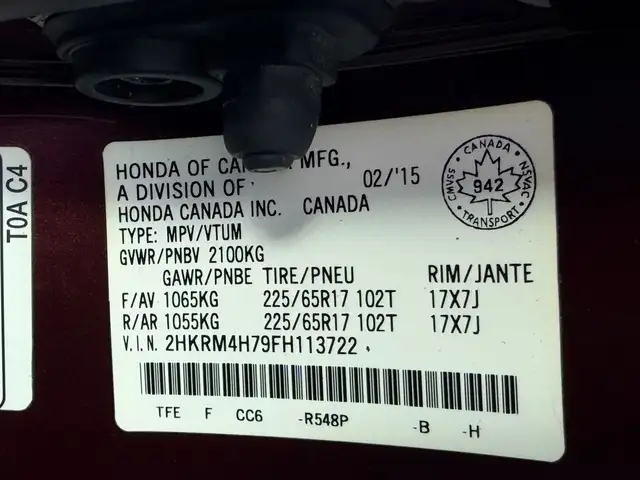 HONDA OF MFG.,
A DIVISION OF
02/'15
HONDA CANADA INC. CANADA
TYPE: MPV/VTUM
GVWR/PNBV 2100KG
GAWR/PNBE TIRE/PNEU RIM/JANTE
F/AV 1065KG 225/65R17 102T 17X7J
R/AR 1055KG 225/65R17 102T 17X7J
V.I.N. 2HKRM4H79FH113722
TFE F CC6 -R548P -B -H
CANADA
CMVSS 942 NSVAC
TRANSPORT
T0A C4